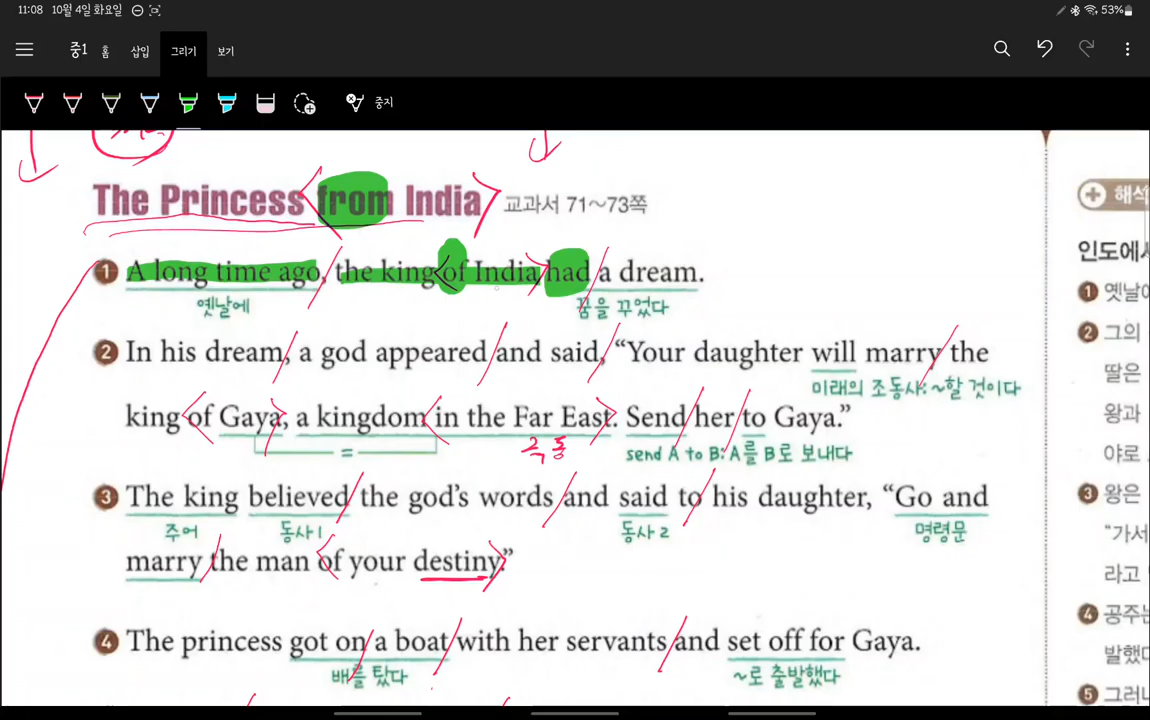 11:08 10월 4일 화요일 53%
중1 홈 삽입 그리기 보기
중지
The Princess from India 교과서 71~73쪽
해석
인도에서
1 A long time ago, the king of India, had a dream.
옛날에 꿈을 꾸었다
1 옛날에
2 In his dream, a god appeared and said, “Your daughter will marry the
미래의 조동사: ~할 것이다
2 그의
딸은
king of Gaya, a kingdom in the Far East. Send her to Gaya.”
왕과
극동
= send A to B: A를 B로 보내다
야로
3 The king believed the god’s words and said to his daughter, “Go and
3 왕은
주어 동사1 동사2 명령문
“가서
marry the man of your destiny.”
라고
4 The princess got on a boat with her servants and set off for Gaya.
4 공주는
배를 탔다 ~로 출발했다
발했다
5 그러나